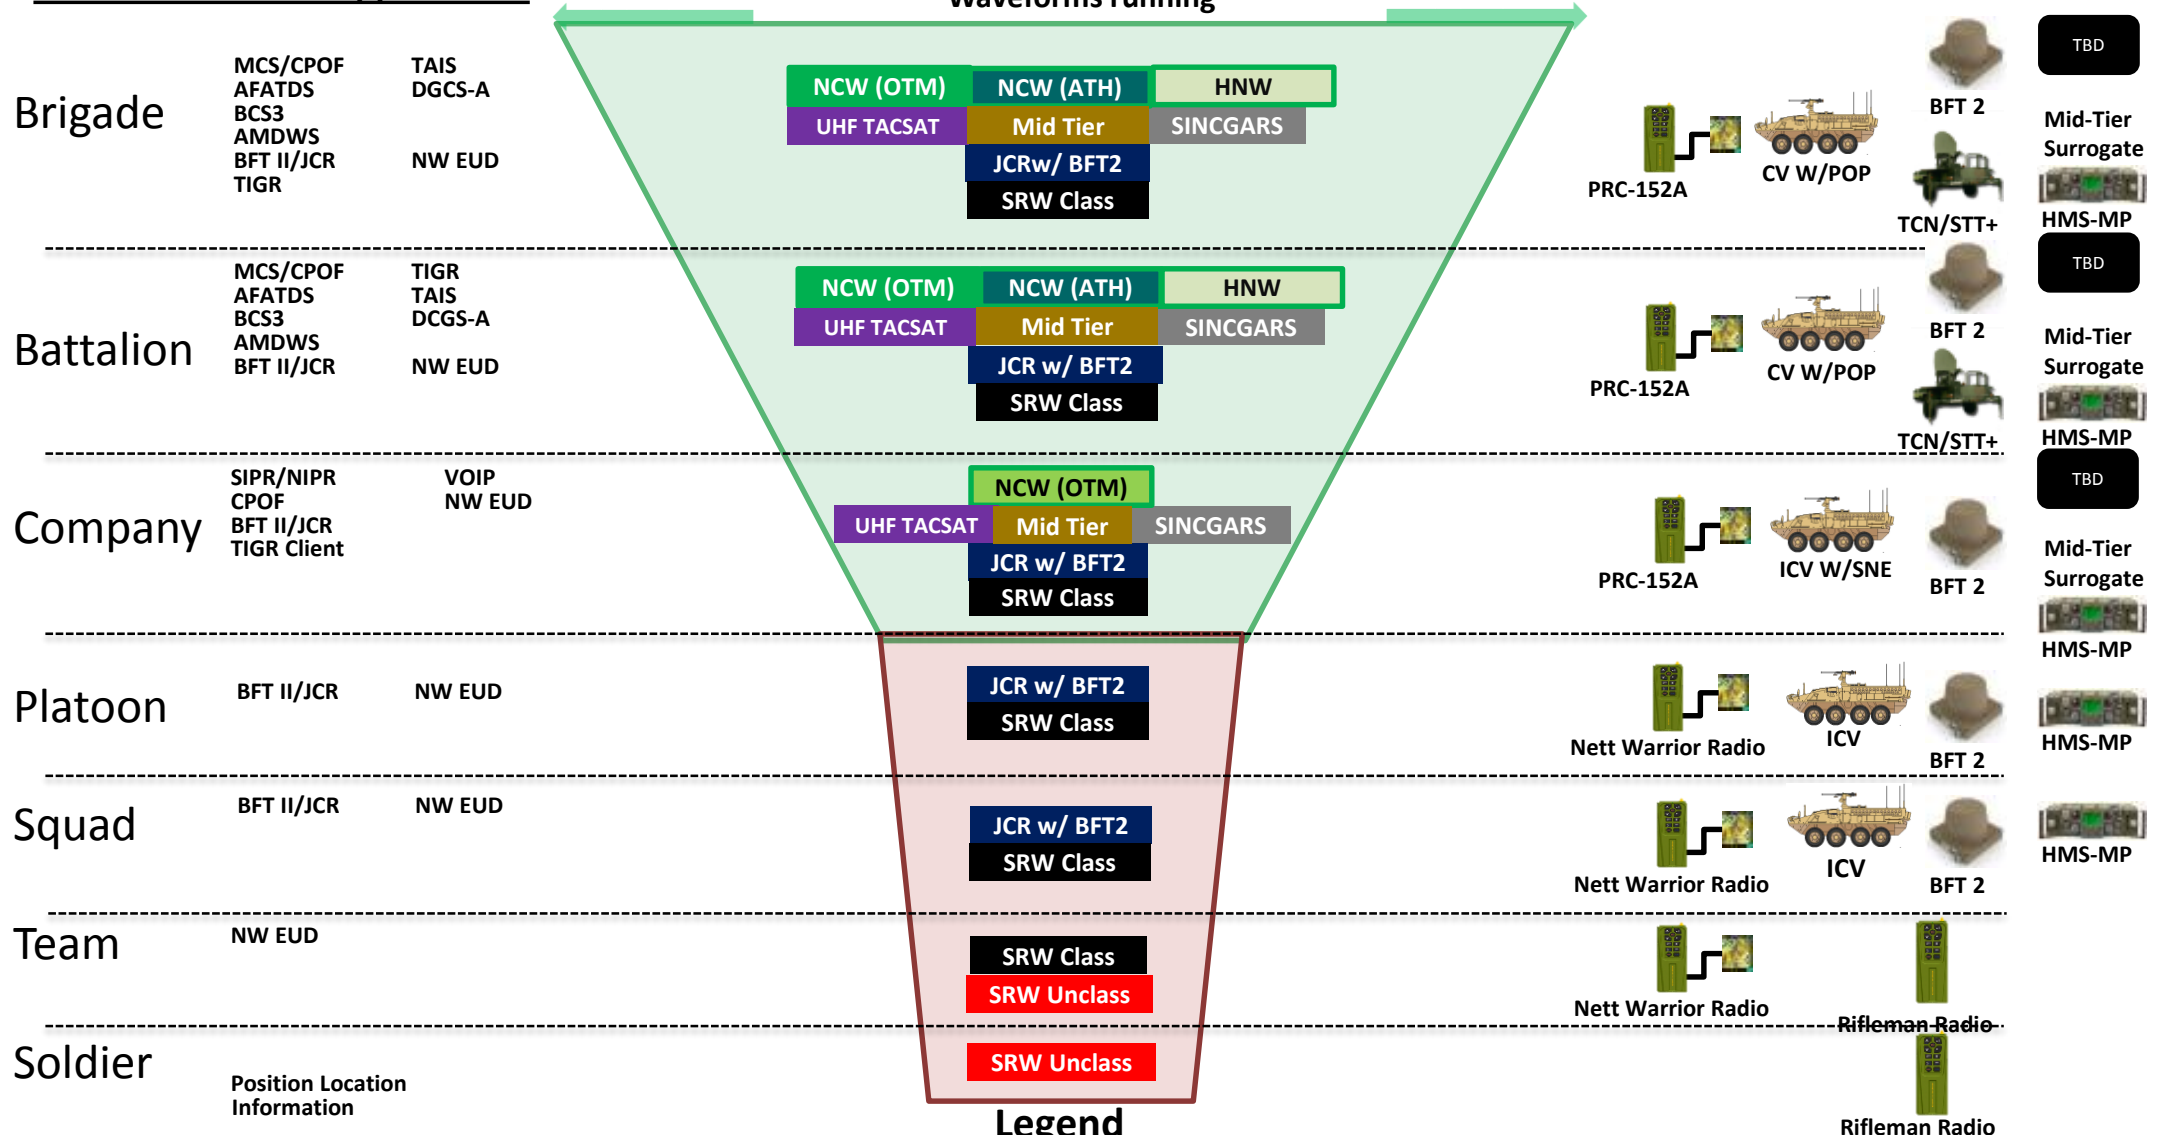 Waveforms running
Brigade
MCS/CPOF TAIS
AFATDS DGCS-A
BCS3
AMDWS
BFT II/JCR NW EUD
TIGR
NCW (OTM) NCW (ATH) HNW
UHF TACSAT Mid Tier SINCGARS
JCRw/ BFT2
SRW Class
PRC-152A
CV W/POP
BFT 2
TCN/STT+
TBD
Mid-Tier
Surrogate
HMS-MP
Battalion
MCS/CPOF TIGR
AFATDS TAIS
BCS3 DCGS-A
AMDWS
BFT II/JCR NW EUD
NCW (OTM) NCW (ATH) HNW
UHF TACSAT Mid Tier SINCGARS
JCR w/ BFT2
SRW Class
PRC-152A
CV W/POP
BFT 2
TCN/STT+
TBD
Mid-Tier
Surrogate
HMS-MP
Company
SIPR/NIPR VOIP
CPOF NW EUD
BFT II/JCR
TIGR Client
NCW (OTM)
UHF TACSAT Mid Tier SINCGARS
JCR w/ BFT2
SRW Class
PRC-152A
ICV W/SNE
BFT 2
TBD
Mid-Tier
Surrogate
HMS-MP
Platoon
BFT II/JCR NW EUD
JCR w/ BFT2
SRW Class
Nett Warrior Radio
ICV
BFT 2
HMS-MP
Squad
BFT II/JCR NW EUD
JCR w/ BFT2
SRW Class
Nett Warrior Radio
ICV
BFT 2
HMS-MP
Team
NW EUD
SRW Class
SRW Unclass
Nett Warrior Radio
Rifleman Radio
Soldier
Position Location
Information
SRW Unclass
Rifleman Radio
Legend